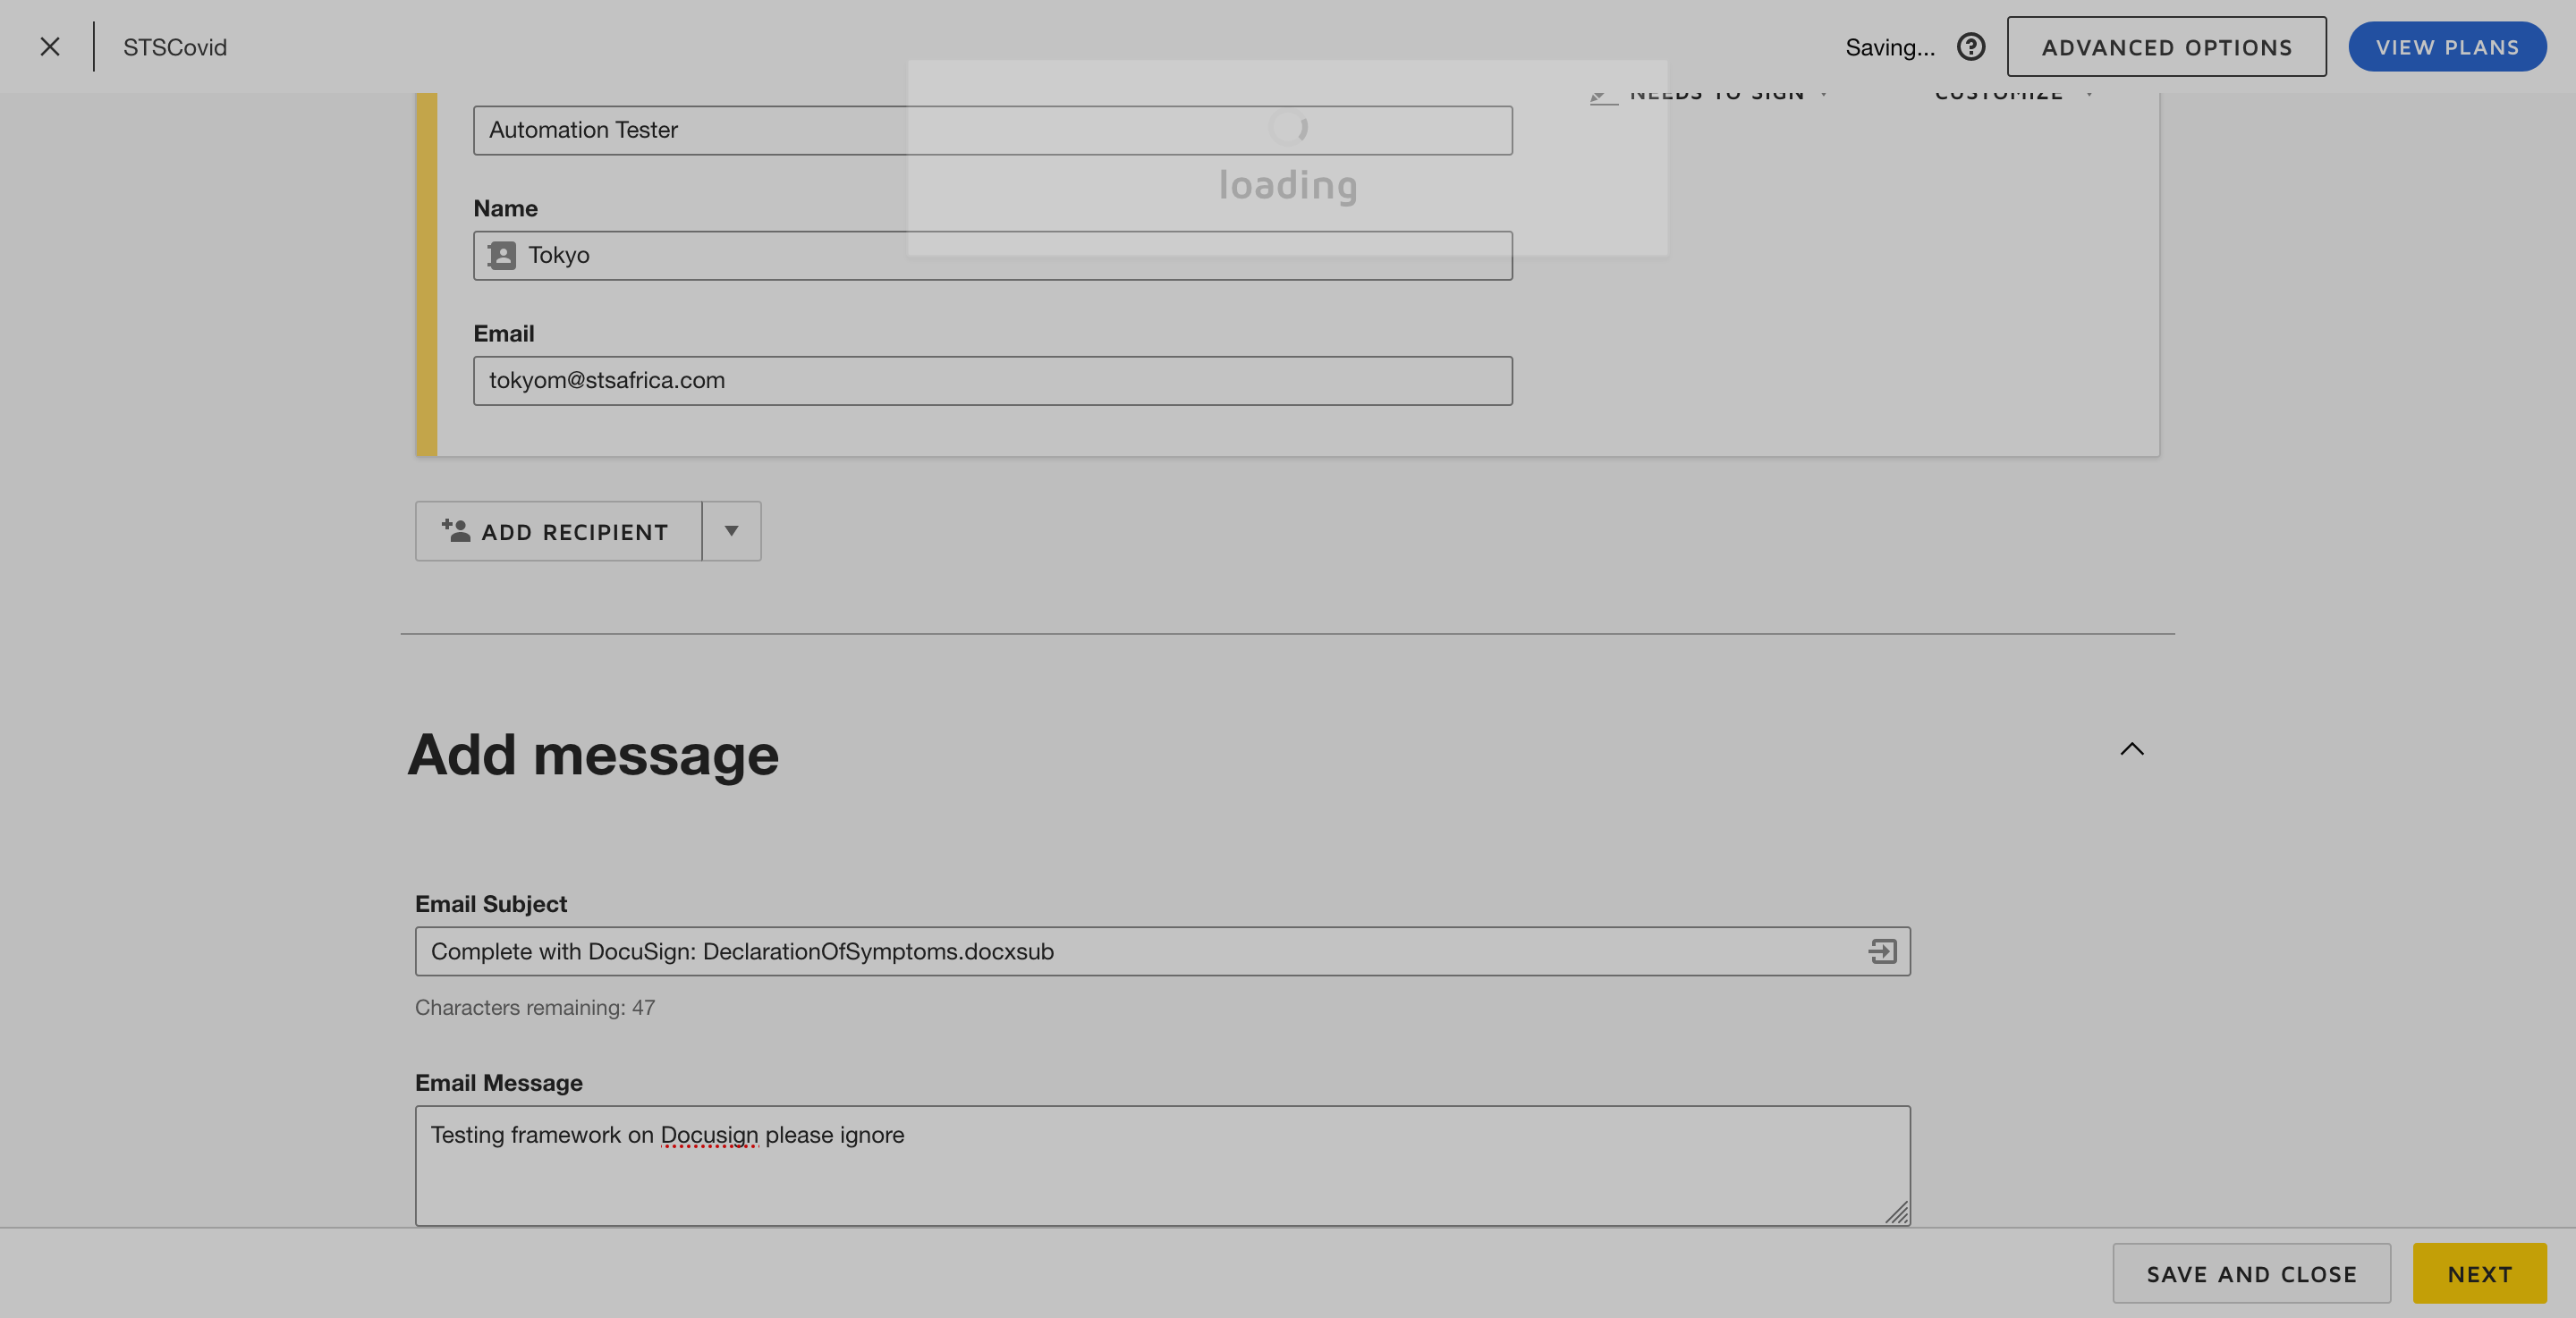 STSCovid
Saving...
ADVANCED OPTIONS
VIEW PLANS
NEEDS TO SIGN
CUSTOMIZE
Automation Tester
loading
Name
Tokyo
Email
tokyom@stsafrica.com
ADD RECIPIENT
Add message
Email Subject
Complete with DocuSign: DeclarationOfSymptoms.docxsub
Characters remaining: 47
Email Message
Testing framework on Docusign please ignore
SAVE AND CLOSE
NEXT